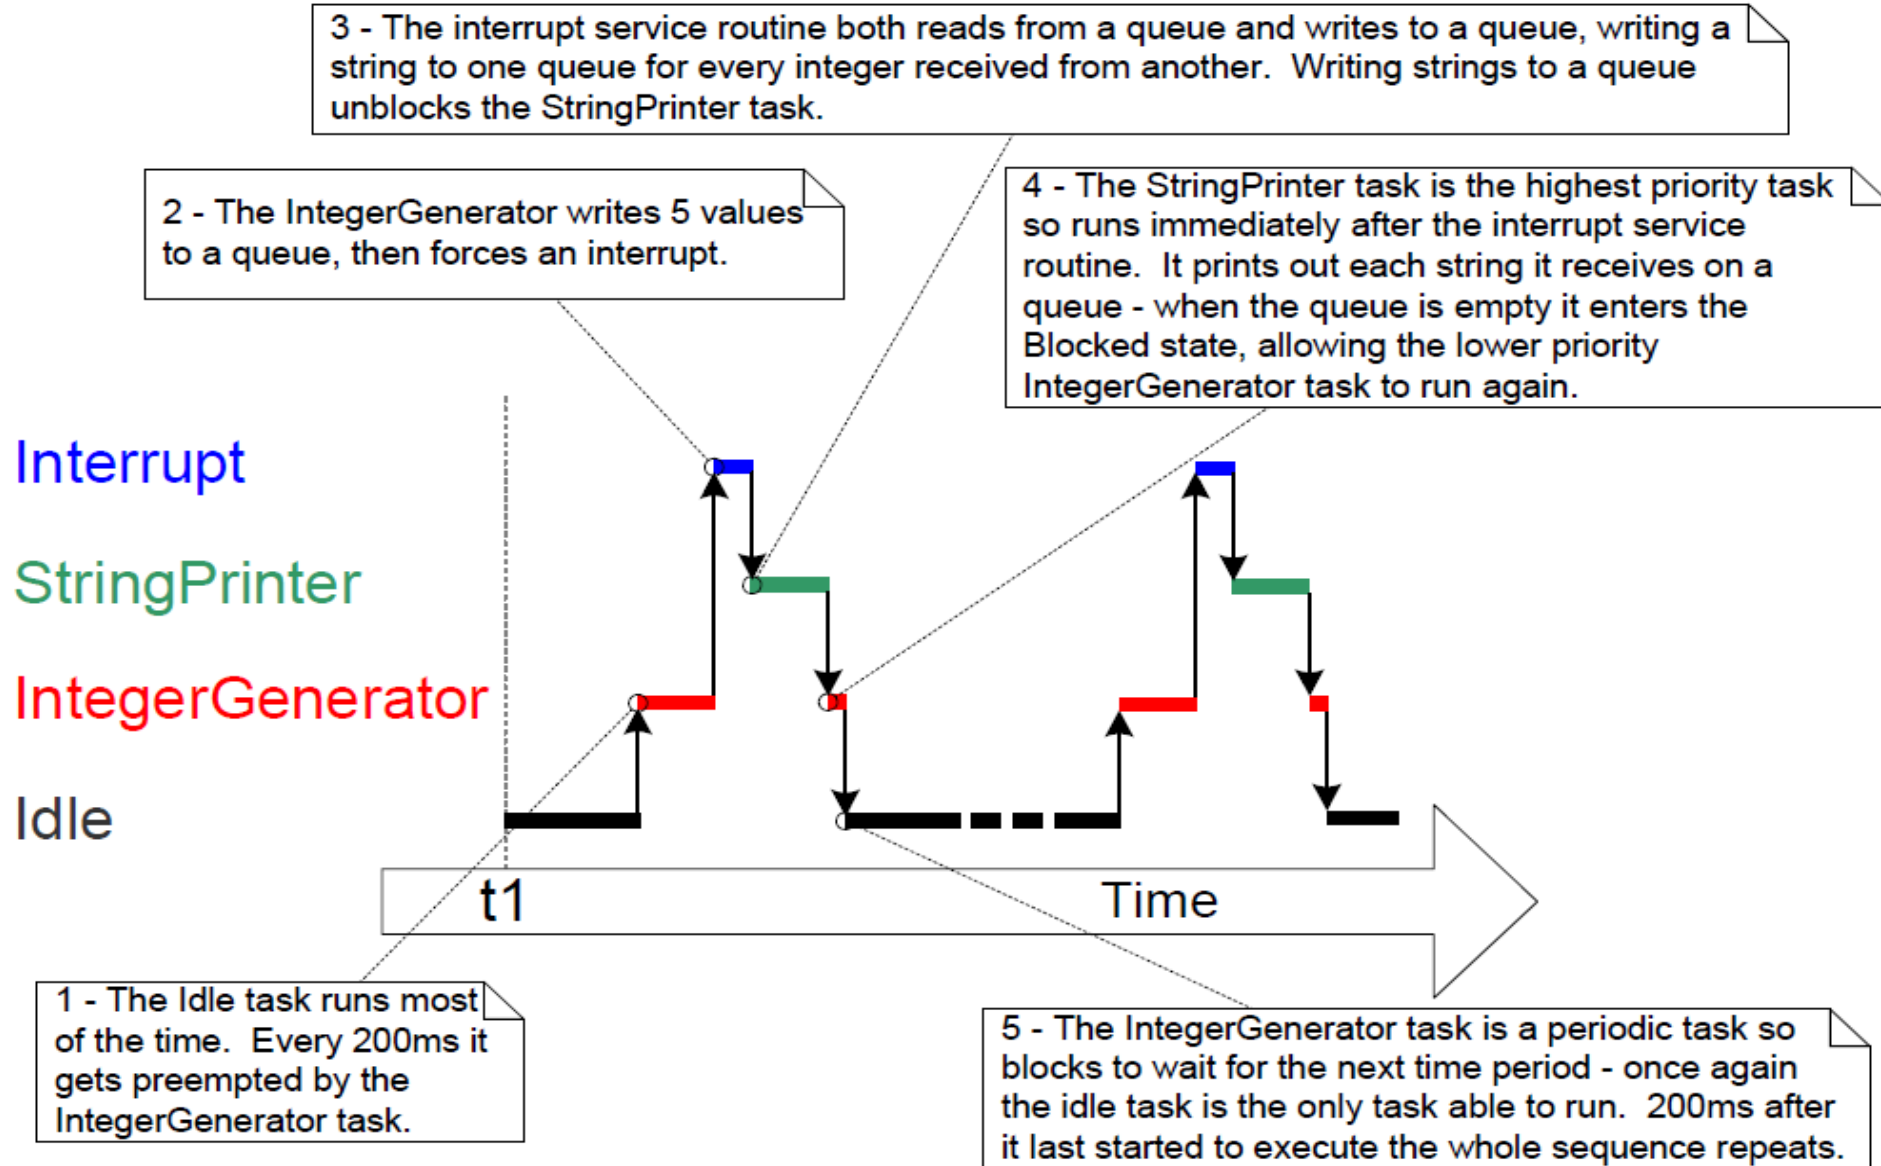 3 - The interrupt service routine both reads from a queue and writes to a queue, writing a
string to one queue for every integer received from another.  Writing strings to a queue
unblocks the StringPrinter task.
2 - The IntegerGenerator writes 5 values
to a queue, then forces an interrupt.
4 - The StringPrinter task is the highest priority task
so runs immediately after the interrupt service
routine.  It prints out each string it receives on a
queue - when the queue is empty it enters the
Blocked state, allowing the lower priority
IntegerGenerator task to run again.
Interrupt
StringPrinter
IntegerGenerator
Idle
t1
Time
1 - The Idle task runs most
of the time.  Every 200ms it
gets preempted by the
IntegerGenerator task.
5 - The IntegerGenerator task is a periodic task so
blocks to wait for the next time period - once again
the idle task is the only task able to run.  200ms after
it last started to execute the whole sequence repeats.